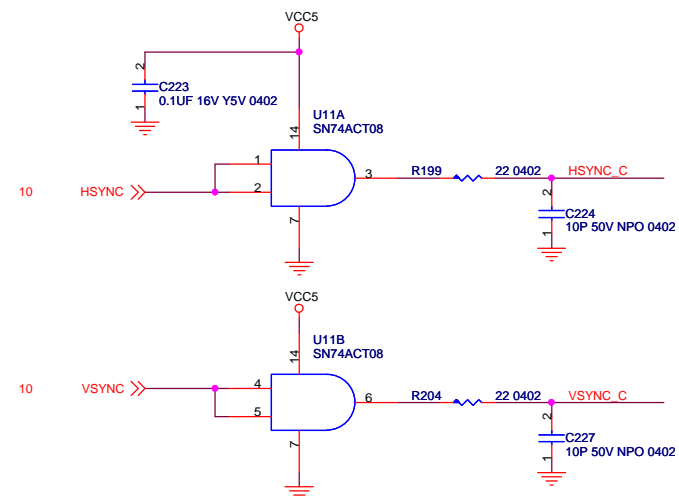 VCC5
2
C223
0.1UF 16V Y5V 0402
1
U11A
SN74ACT08
14
1
3
R199
22 0402
HSYNC_C
10
HSYNC
2
2
C224
10P 50V NPO 0402
1
7
VCC5
U11B
SN74ACT08
14
4
6
R204
22 0402
VSYNC_C
10
VSYNC
5
2
C227
10P 50V NPO 0402
1
7